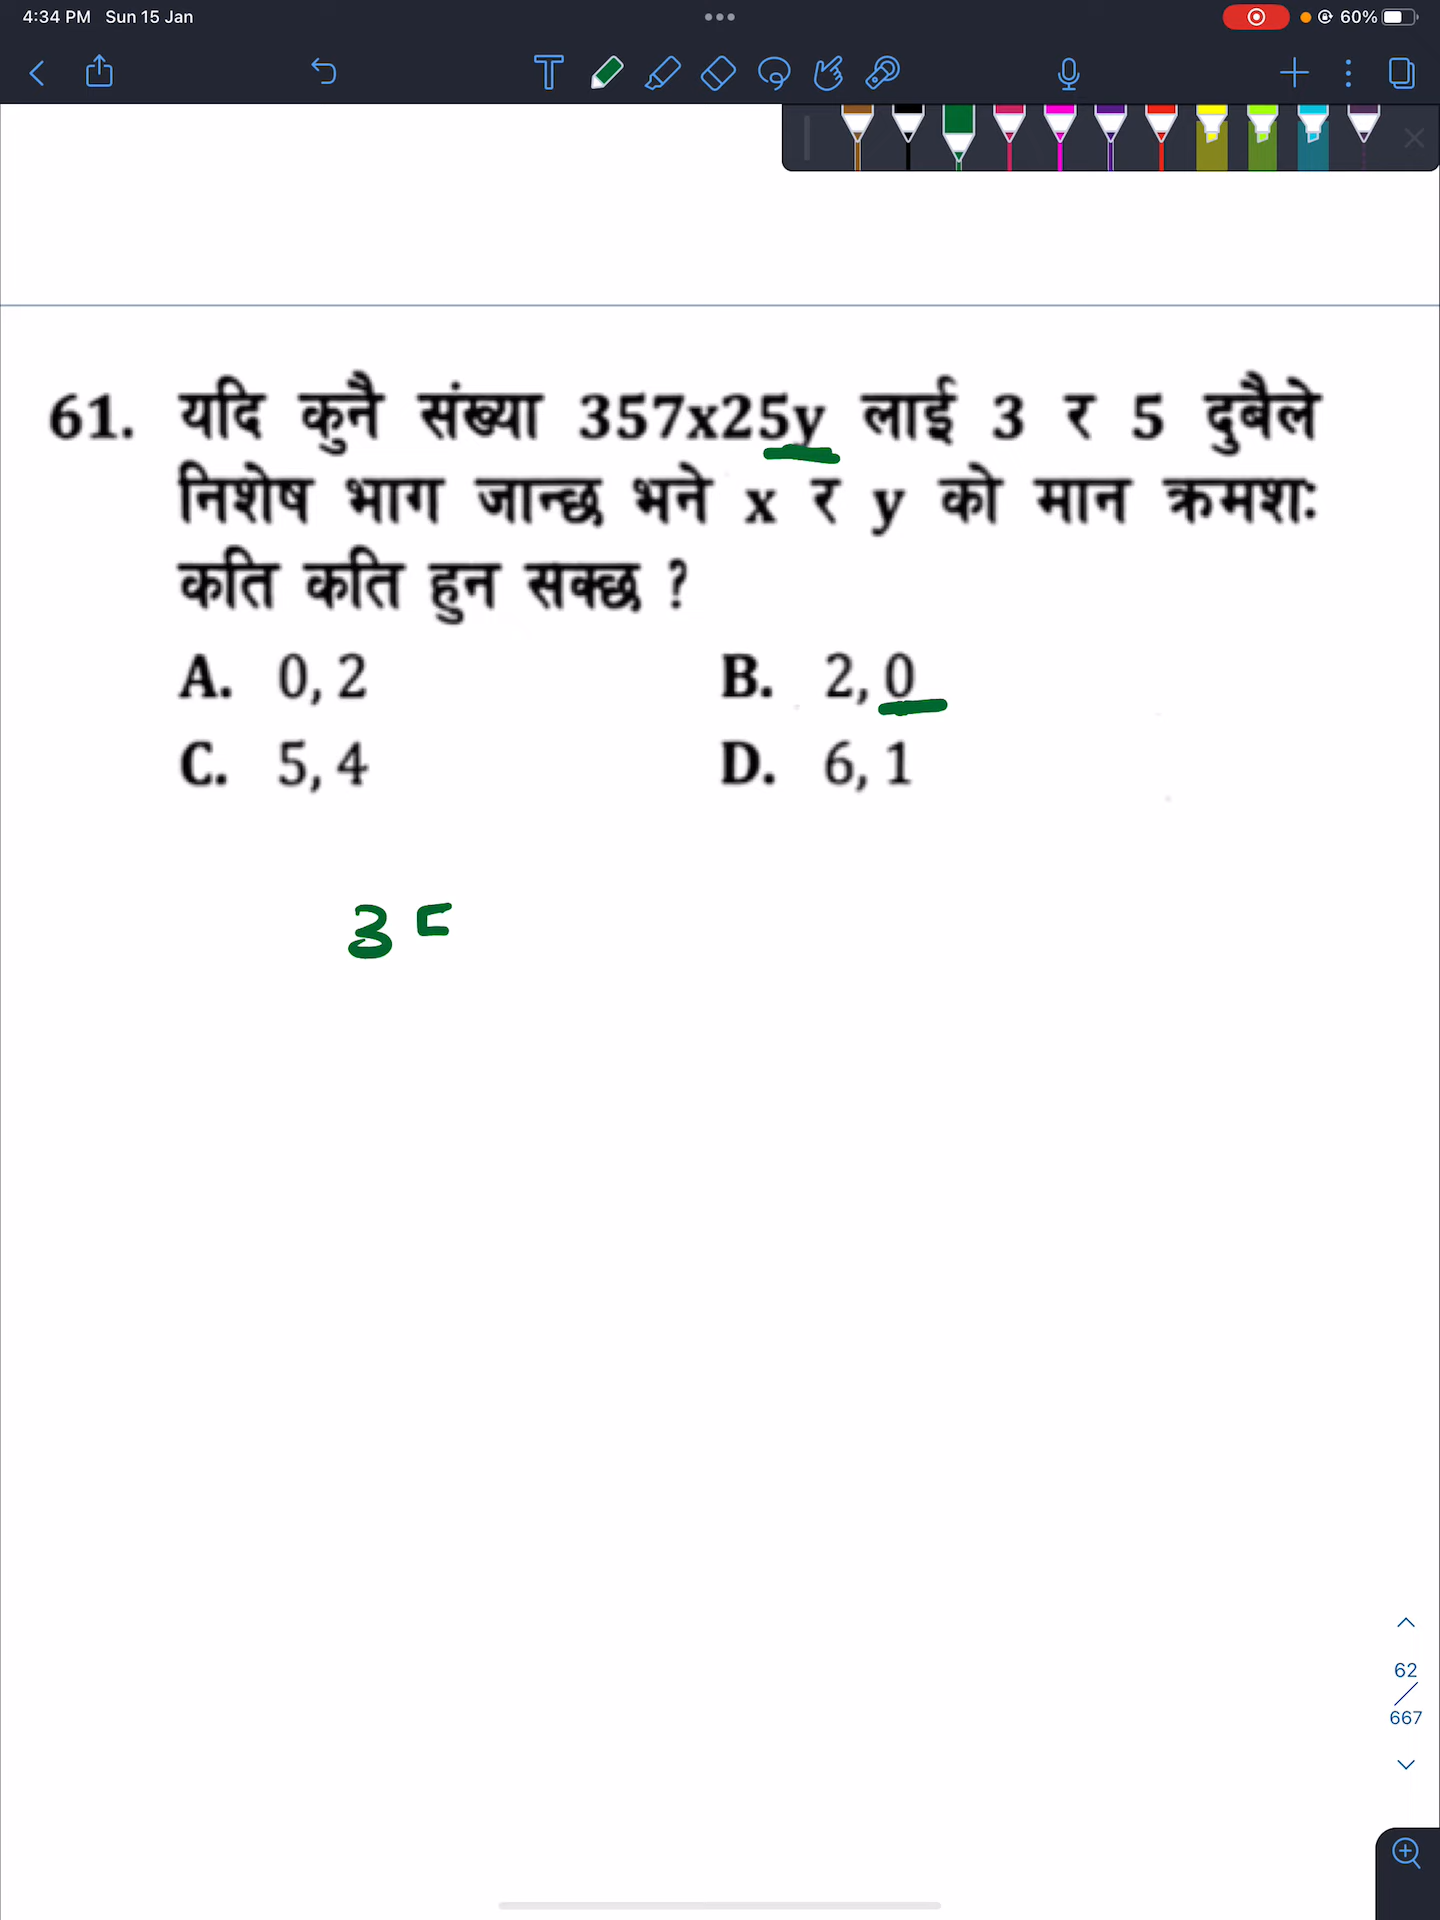 4:34 PM Sun 15 Jan
60%
61. यदि कुनै संख्या 357x25y लाई 3 र 5 दुबैले
निशेष भाग जान्छ भने x र y को मान क्रमशः
कति कति हुन सक्छ ?
A. 0, 2 B. 2, 0
C. 5, 4 D. 6, 1
3
62
667